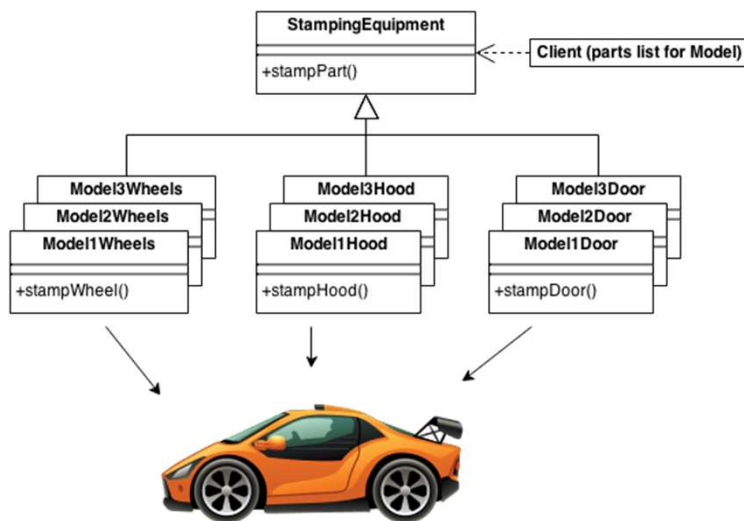 StampingEquipment
+stampPart()
Client (parts list for Model)
Model3Wheels
Model2Wheels
Model1Wheels
+stampWheel()
Model3Hood
Model2Hood
Model1Hood
+stampHood()
Model3Door
Model2Door
Model1Door
+stampDoor()